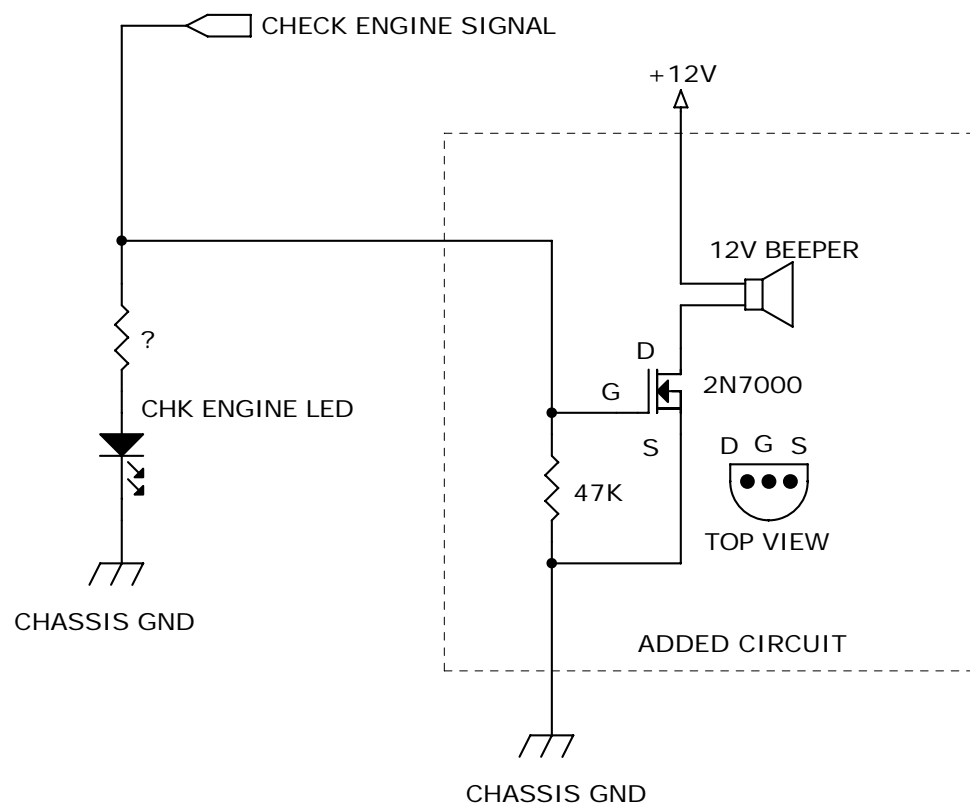 CHECK ENGINE SIGNAL
+12V
12V BEEPER
?
D
G
2N7000
CHK ENGINE LED
S
D G S
47K
TOP VIEW
CHASSIS GND
ADDED CIRCUIT
CHASSIS GND